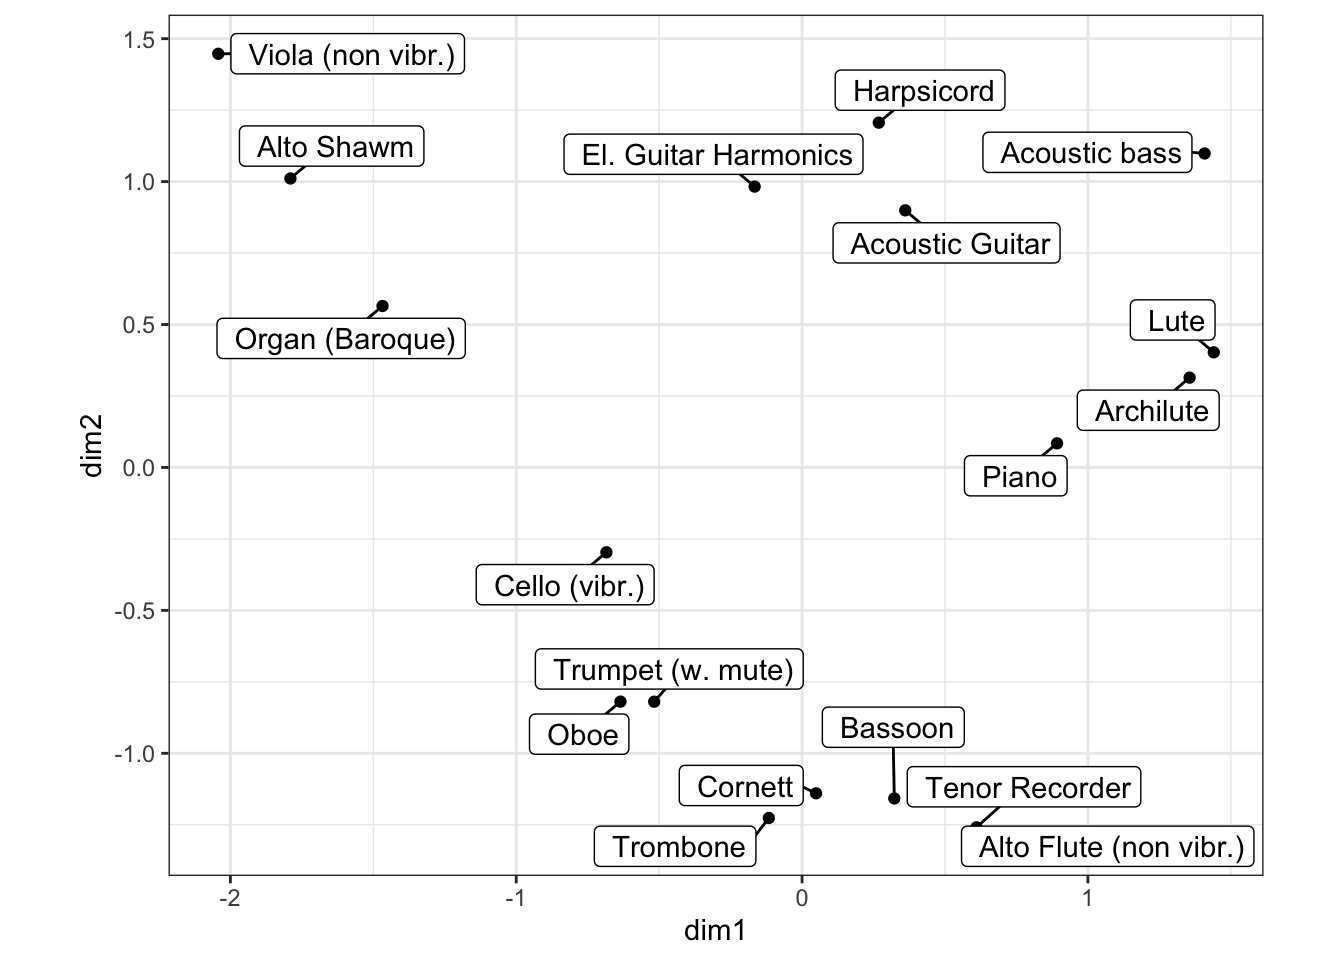 1.5
1.0
0.5
0.0
-0.5
-1.0
dim2
Viola (non vibr.)
Harpsicord
Alto Shawm
El. Guitar Harmonics
Acoustic bass
Acoustic Guitar
Organ (Baroque)
Lute
Archilute
Piano
Cello (vibr.)
Trumpet (w. mute)
Oboe
Bassoon
Cornett
Tenor Recorder
Trombone
Alto Flute (non vibr.)
-2
-1
0
1
dim1